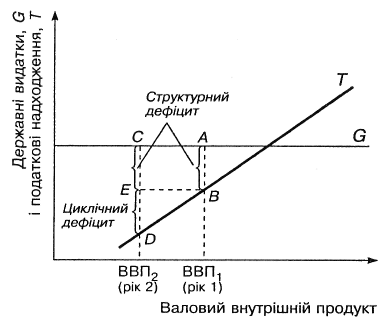 Державні видатки, G
і податкові надходження, T
T
Структурний
дефіцит
C
A
G
E
B
Циклічний
дефіцит
D
ВВП₂
(рік 2)
ВВП₁
(рік 1)
Валовий внутрішній продукт